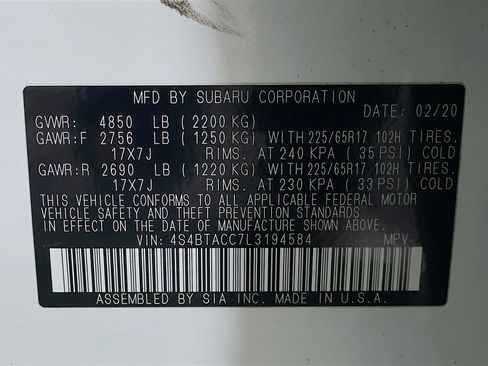 MFD BY SUBARU CORPORATION
DATE: 02/20
GVWR: 4850 LB (2200 KG)
GAWR:F 2756 LB (1250 KG) WITH 225/65R17 102H TIRES.
17X7J RIMS. AT 240 KPA (35 PSI) COLD
GAWR:R 2690 LB (1220 KG) WITH 225/65R17 102H TIRES.
17X7J RIMS. AT 230 KPA (33 PSI) COLD
THIS VEHICLE CONFORMS TO ALL APPLICABLE FEDERAL MOTOR
VEHICLE SAFETY AND THEFT PREVENTION STANDARDS
IN EFFECT ON THE DATE OF MANUFACTURE SHOWN ABOVE.
VIN: 4S4BTACC7L3194584 MPV
ASSEMBLED BY SIA INC. MADE IN U.S.A.